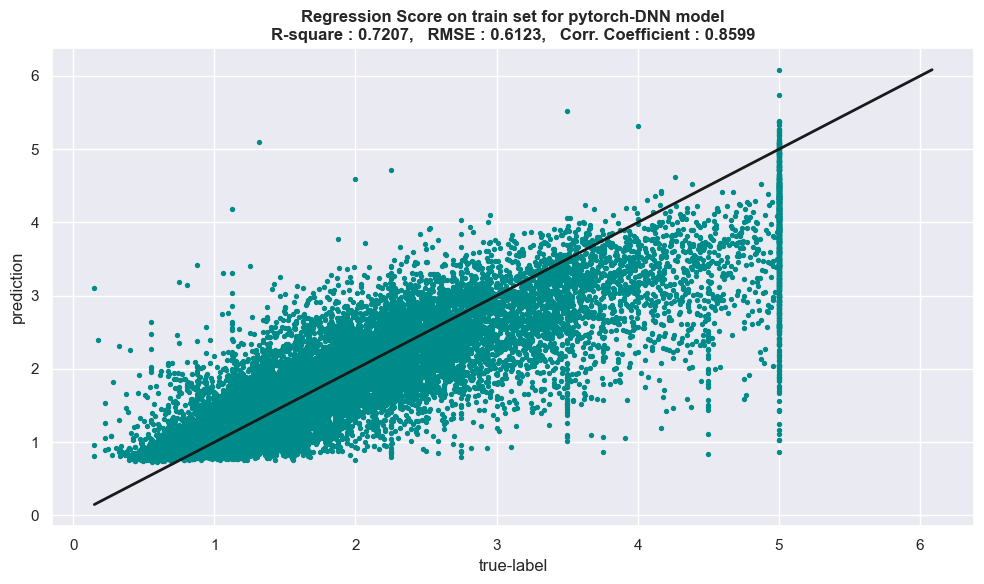 Regression Score on train set for pytorch-DNN model
R-square : 0.7207,   RMSE : 0.6123,   Corr. Coefficient : 0.8599
prediction
6
5
4
3
2
1
0
0 1 2 3 4 5 6
true-label